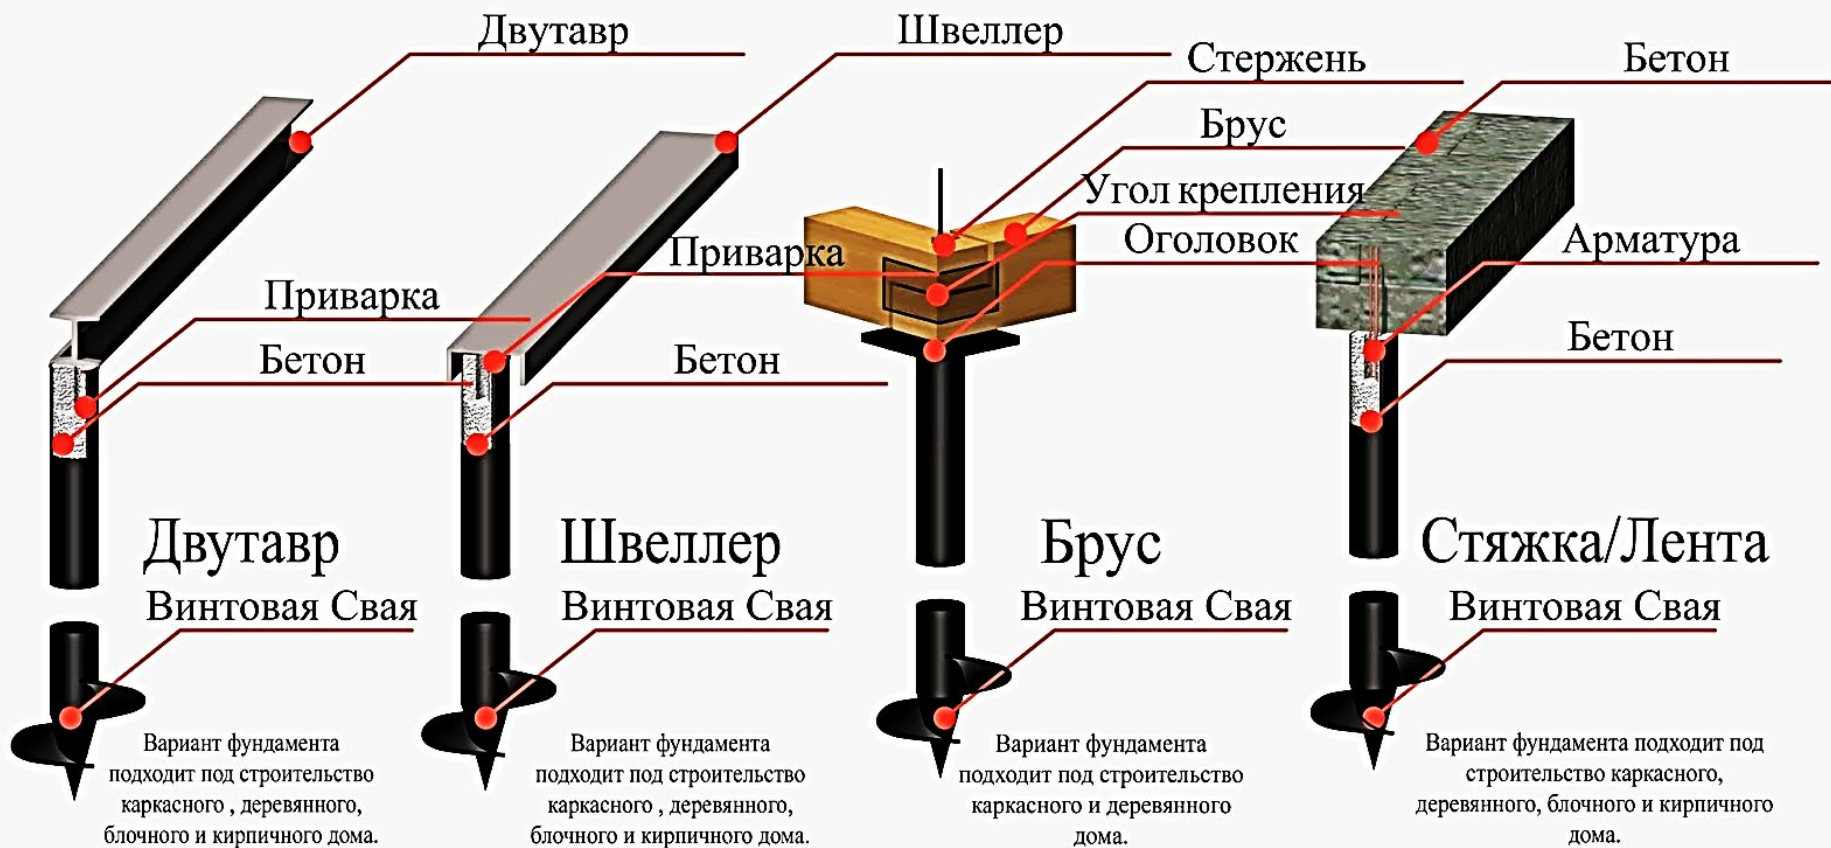 Двутавр
Швеллер
Стержень
Бетон
Брус
Угол крепления
Приварка
Оголовок
Арматура
Приварка
Бетон
Бетон
Бетон
Двутавр
Швеллер
Брус
Стяжка/Лента
Винтовая Свая
Винтовая Свая
Винтовая Свая
Винтовая Свая
Вариант фундамента
подходит под строительство
каркасного , деревянного,
блочного и кирпичного дома.
Вариант фундамента
подходит под строительство
каркасного , деревянного,
блочного и кирпичного дома.
Вариант фундамента
подходит под строительство
каркасного и деревянного
дома.
Вариант фундамента подходит под
строительство каркасного,
деревянного, блочного и кирпичного
дома.